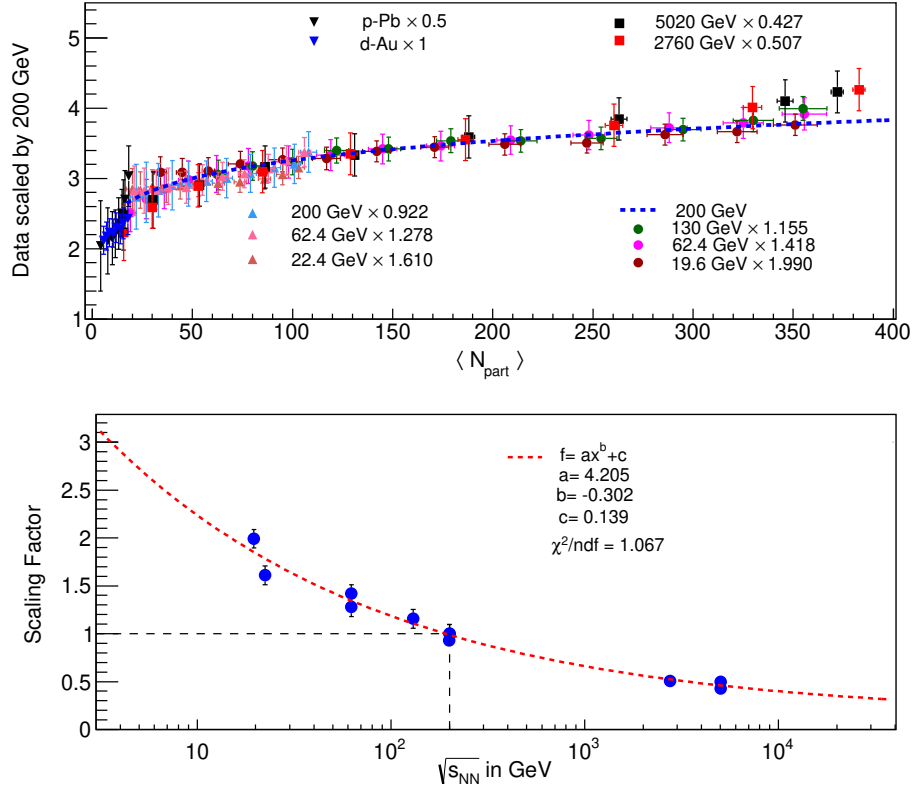 p-Pb × 0.5
d-Au × 1
5020 GeV × 0.427
2760 GeV × 0.507
Data scaled by 200 GeV
5
4
3
2
1
0
200 GeV × 0.922
62.4 GeV × 1.278
22.4 GeV × 1.610
200 GeV
130 GeV × 1.155
62.4 GeV × 1.418
19.6 GeV × 1.990
0 50 100 150 200 250 300 350 400
⟨ N_part ⟩
Scaling Factor
3
2.5
2
1.5
1
0.5
0
f= ax^b+c
a= 4.205
b= -0.302
c= 0.139
χ²/ndf = 1.067
10 10² 10³ 10⁴
√s_NN in GeV